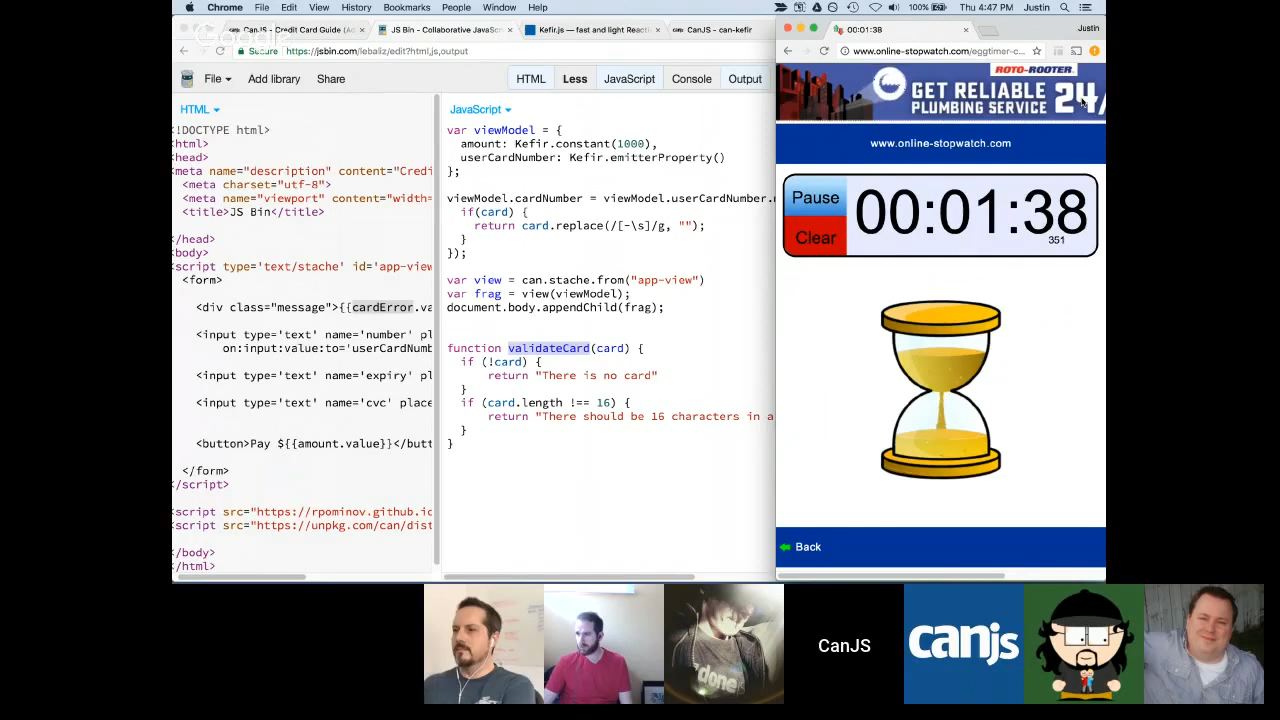 Chrome File Edit View History Bookmarks People Window Help
100% Thu 4:47 PM Justin
CanJS - Credit Card Guide (Ad
JS Bin - Collaborative JavaScr
Kefir.js — fast and light Reacti
CanJS - can-kefir
Secure https://jsbin.com/lebaliz/edit?html,js,output
File Add library S HTML Less JavaScript Console Output
HTML
<!DOCTYPE html>
<html>
<head>
<meta name="description" content="Credi
<meta charset="utf-8">
<meta name="viewport" content="width=
<title>JS Bin</title>
</head>
<body>
<script type='text/stache' id='app-view
<form>
<div class="message">{{cardError.va
<input type='text' name='number' pl
on:input:value:to='userCardNumb
<input type='text' name='expiry' pl
<input type='text' name='cvc' place
<button>Pay ${{amount.value}}</butt
</form>
</script>
<script src="https://rpominov.github.io
<script src="https://unpkg.com/can/dist
</body>
</html>
JavaScript
var viewModel = {
amount: Kefir.constant(1000),
userCardNumber: Kefir.emitterProperty()
};
viewModel.cardNumber = viewModel.userCardNumber.m
if(card) {
return card.replace(/[-\s]/g, "");
}
});
var view = can.stache.from("app-view")
var frag = view(viewModel);
document.body.appendChild(frag);
function validateCard(card) {
if (!card) {
return "There is no card"
}
if (card.length !== 16) {
return "There should be 16 characters in a
}
}
00:01:38
Justin
www.online-stopwatch.com/eggtimer-c...
ROTO-ROOTER
GET RELIABLE
PLUMBING SERVICE
24/
www.online-stopwatch.com
Pause
Clear
00:01:38
351
Back
done
CanJS
canjs